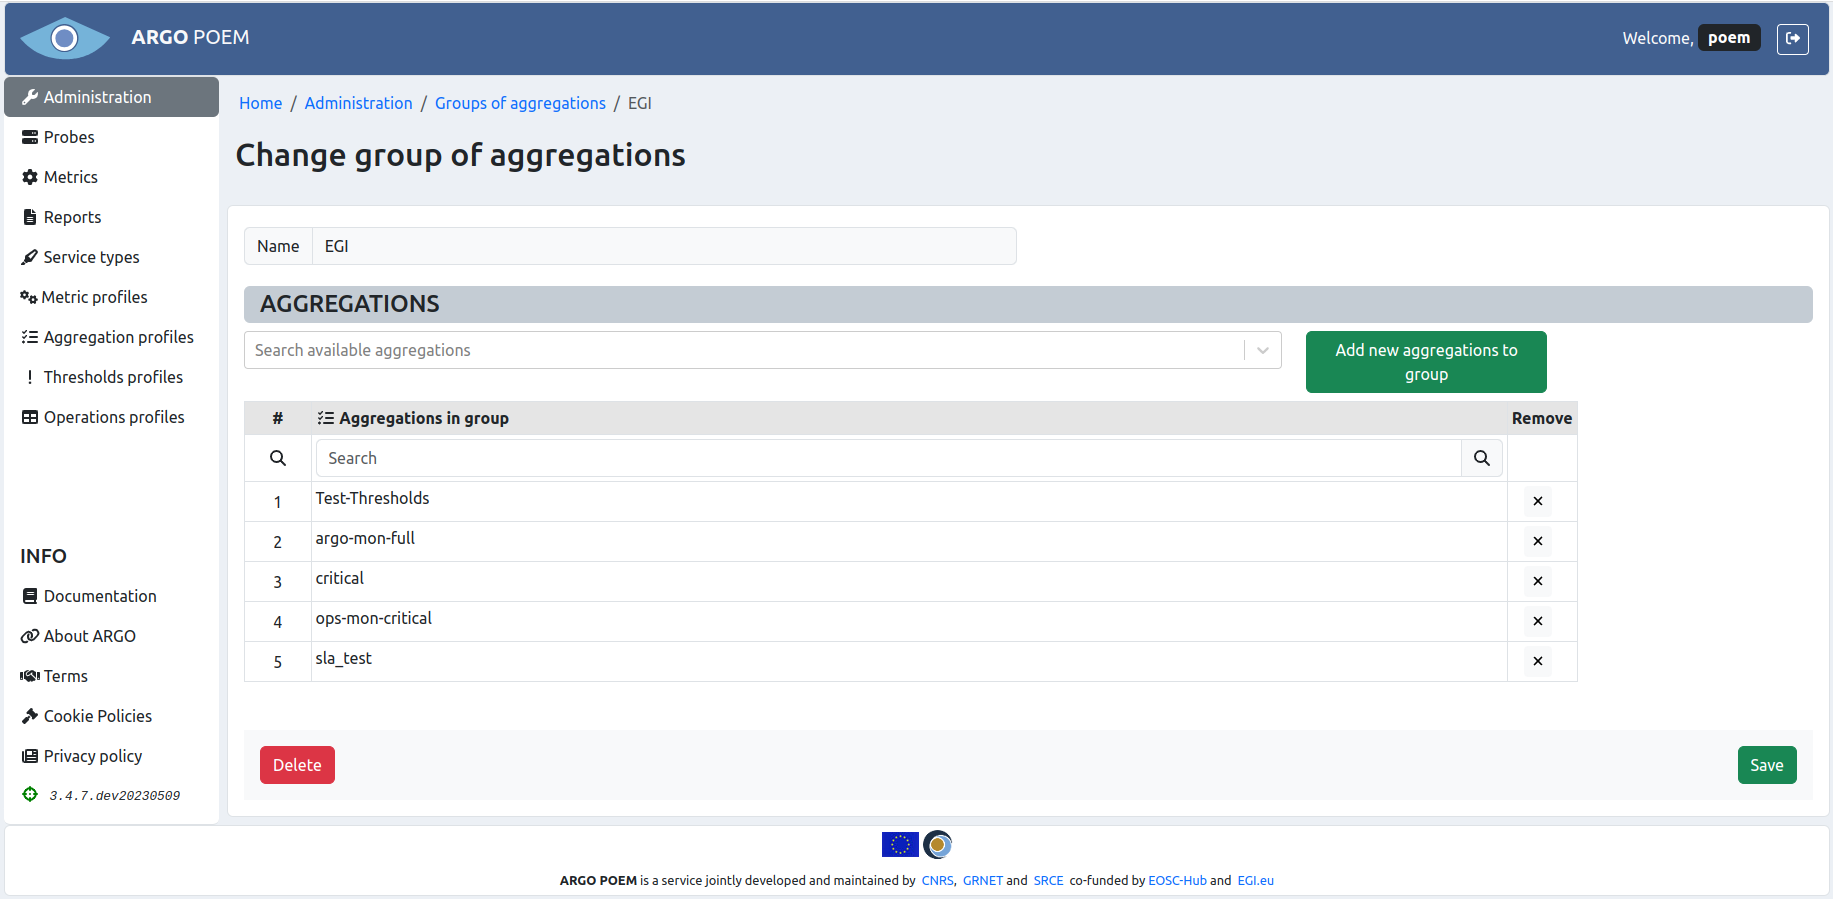 ARGO POEM
Welcome, poem
Administration
Probes
Metrics
Reports
Service types
Metric profiles
Aggregation profiles
Thresholds profiles
Operations profiles
INFO
Documentation
About ARGO
Terms
Cookie Policies
Privacy policy
3.4.7.dev20230509
Home / Administration / Groups of aggregations / EGI
Change group of aggregations
Name EGI
AGGREGATIONS
Search available aggregations
Add new aggregations to
group
# Aggregations in group Remove
Search
1 Test-Thresholds ×
2 argo-mon-full ×
3 critical ×
4 ops-mon-critical ×
5 sla_test ×
Delete
Save
ARGO POEM is a service jointly developed and maintained by CNRS, GRNET and SRCE co-funded by EOSC-Hub and EGI.eu